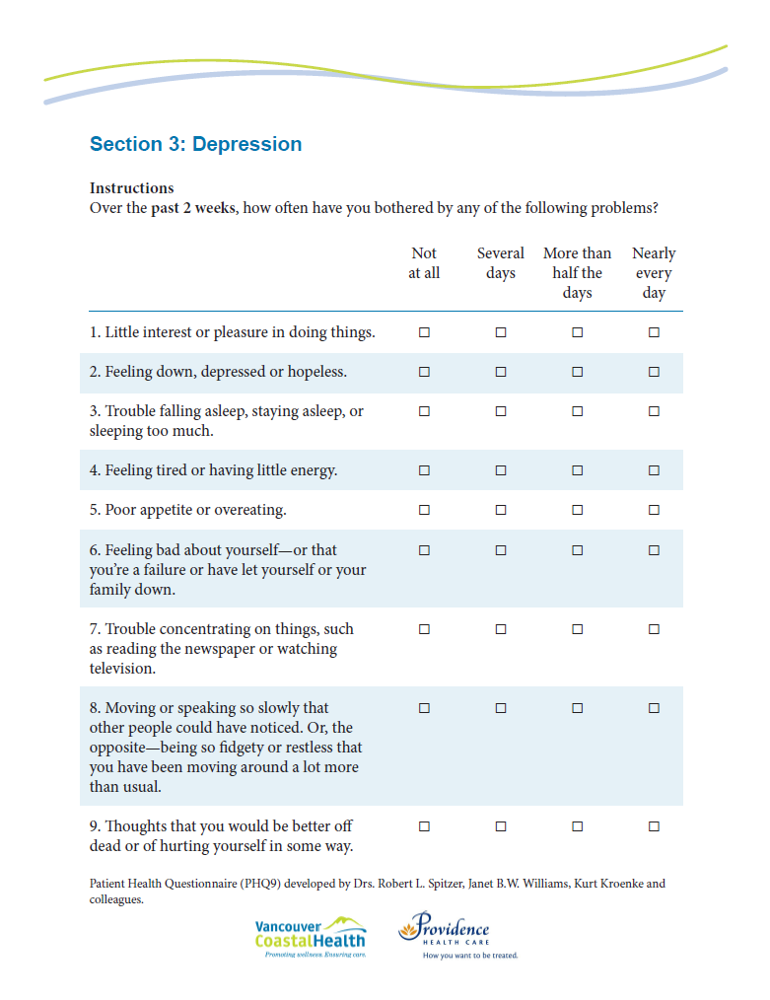 Section 3: Depression
Instructions
Over the past 2 weeks, how often have you bothered by any of the following problems?
Not at all
Several days
More than half the days
Nearly every day
1. Little interest or pleasure in doing things.
☐ ☐ ☐ ☐
2. Feeling down, depressed or hopeless.
☐ ☐ ☐ ☐
3. Trouble falling asleep, staying asleep, or
sleeping too much.
☐ ☐ ☐ ☐
4. Feeling tired or having little energy.
☐ ☐ ☐ ☐
5. Poor appetite or overeating.
☐ ☐ ☐ ☐
6. Feeling bad about yourself—or that
you're a failure or have let yourself or your
family down.
☐ ☐ ☐ ☐
7. Trouble concentrating on things, such
as reading the newspaper or watching
television.
☐ ☐ ☐ ☐
8. Moving or speaking so slowly that
other people could have noticed. Or, the
opposite—being so fidgety or restless that
you have been moving around a lot more
than usual.
☐ ☐ ☐ ☐
9. Thoughts that you would be better off
dead or of hurting yourself in some way.
☐ ☐ ☐ ☐
Patient Health Questionnaire (PHQ9) developed by Drs. Robert L. Spitzer, Janet B.W. Williams, Kurt Kroenke and
colleagues.
Vancouver
CoastalHealth
Promoting wellness. Ensuring care.
Providence
HEALTH CARE
How you want to be treated.